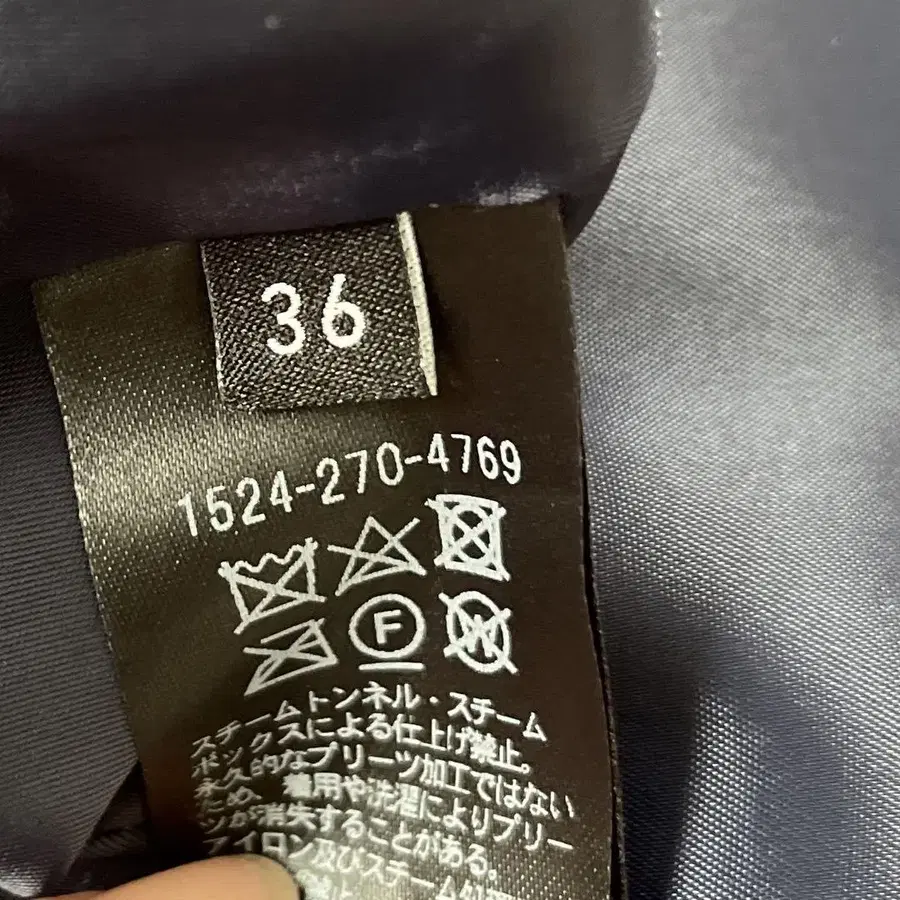 36
1524-270-4769
F
W
スチームトンネル・スチーム
ボックスによる仕上げ禁止。
永久的なプリーツ加工ではない
ため、着用や洗濯によりプリー
ツが消失することがある。
アイロン及びスチーム処理